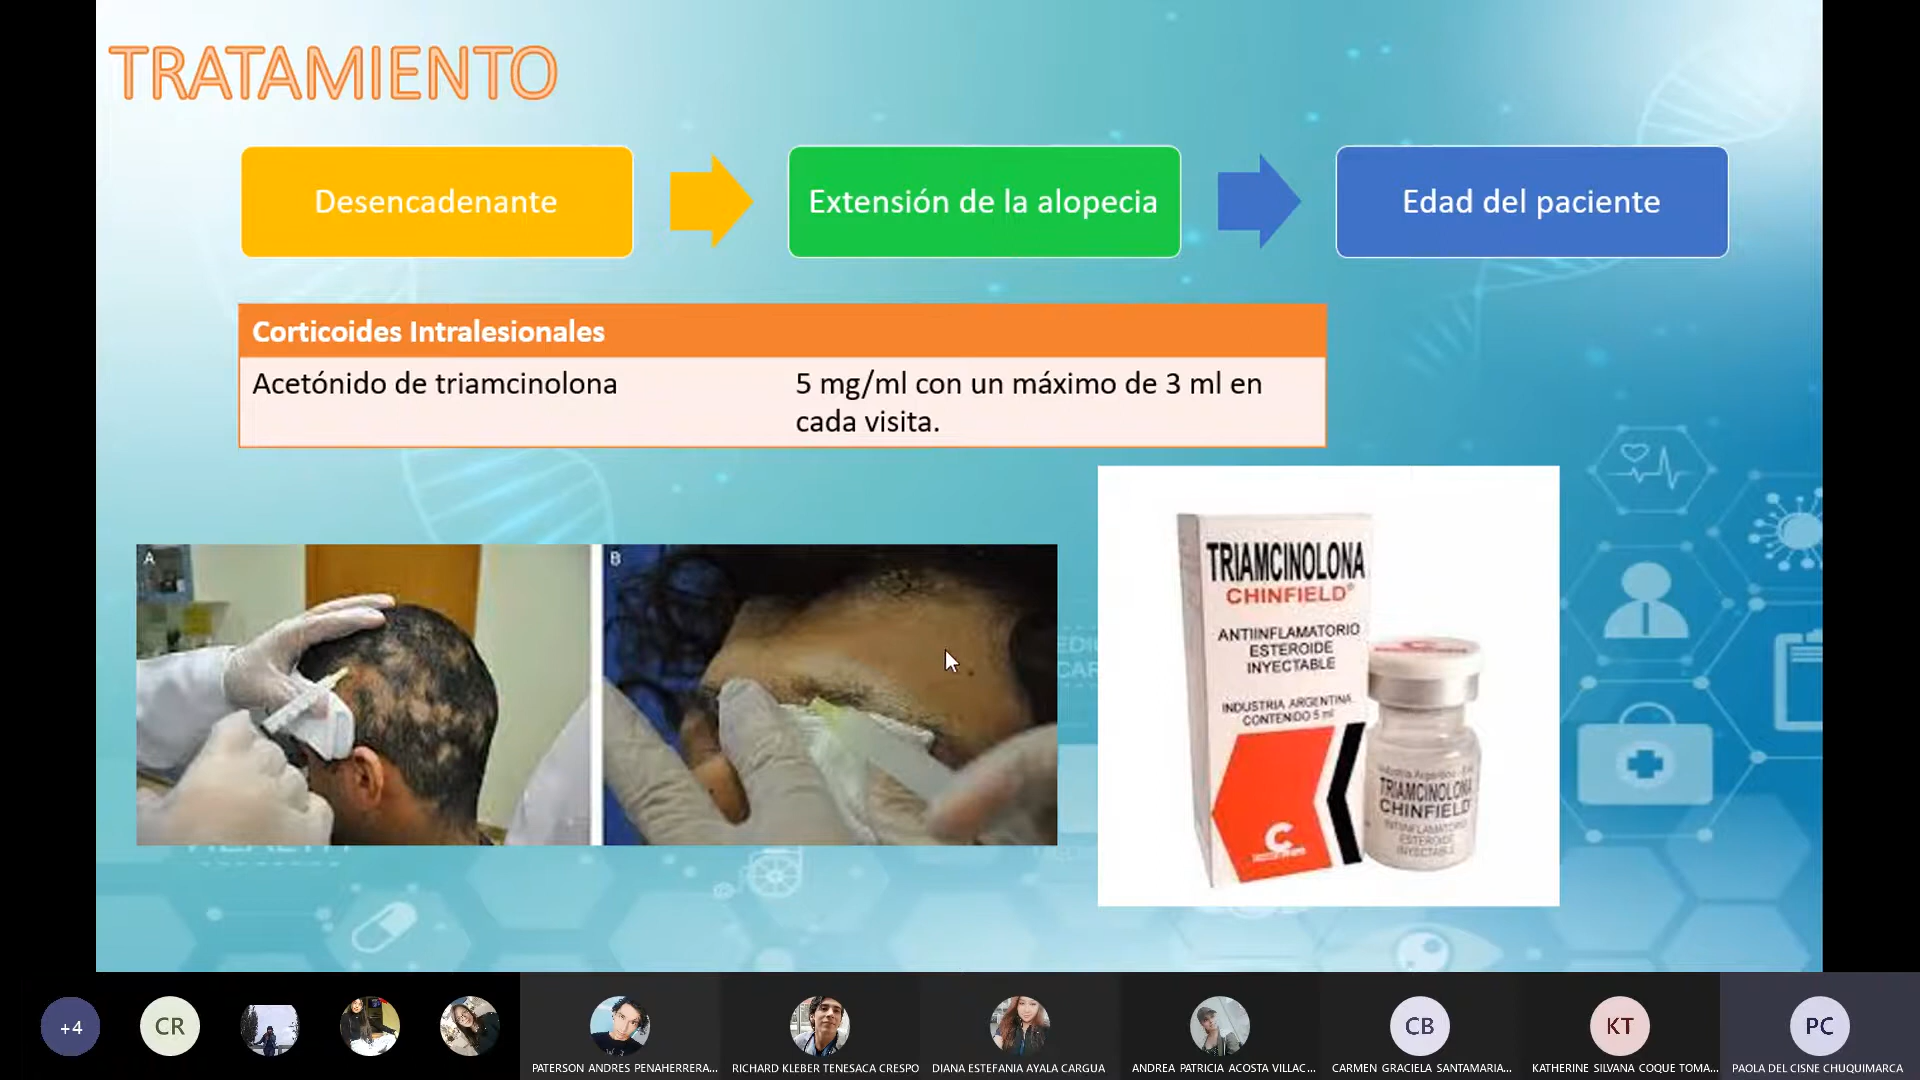 TRATAMIENTO
Desencadenante
Extensión de la alopecia
Edad del paciente
Corticoides Intralesionales
Acetónido de triamcinolona
5 mg/ml con un máximo de 3 ml en
cada visita.
A
B
TRIAMCINOLONA
CHINFIELD®
ANTIINFLAMATORIO
ESTEROIDE
INYECTABLE
INDUSTRIA ARGENTINA
CONTENIDO 5 ml
C
TRIAMCINOLONA
CHINFIELD
ANTIINFLAMATORIO
ESTEROIDE
INYECTABLE
+4
CR
PATERSON ANDRES PENAHERRERA...
RICHARD KLEBER TENESACA CRESPO
DIANA ESTEFANIA AYALA CARGUA
ANDREA PATRICIA ACOSTA VILLAC...
CB
CARMEN GRACIELA SANTAMARIA...
KT
KATHERINE SILVANA COQUE TOMA...
PC
PAOLA DEL CISNE CHUQUIMARCA